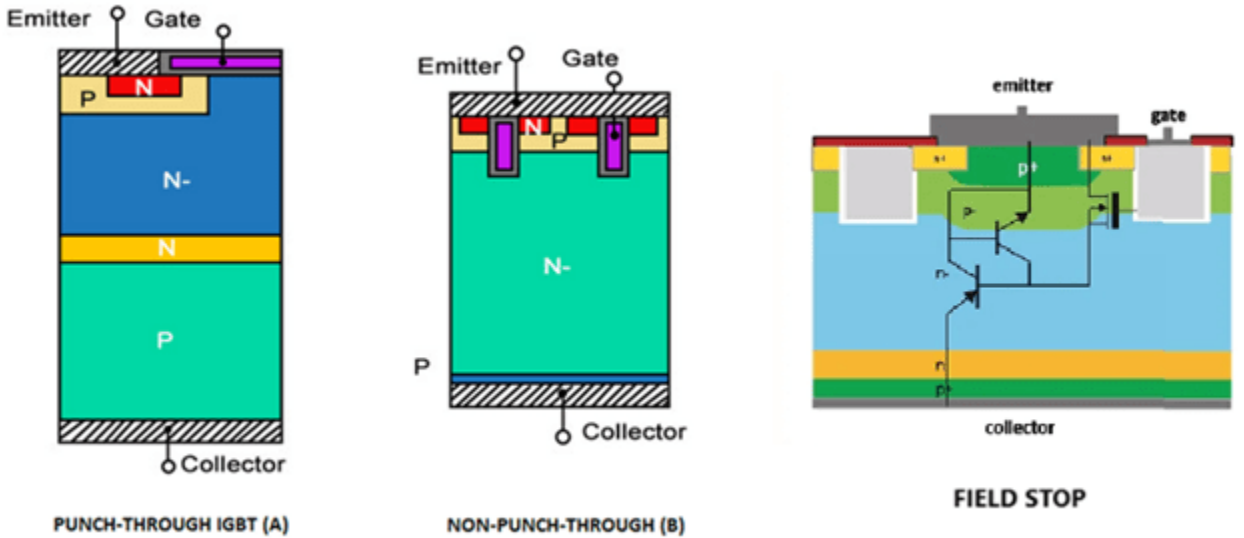 Emitter Gate
N
P
N-
N
P
Collector
PUNCH-THROUGH IGBT (A)
Emitter Gate
N
P
N-
P
Collector
NON-PUNCH-THROUGH (B)
emitter
gate
p+
p-
n-
n
p+
collector
FIELD STOP